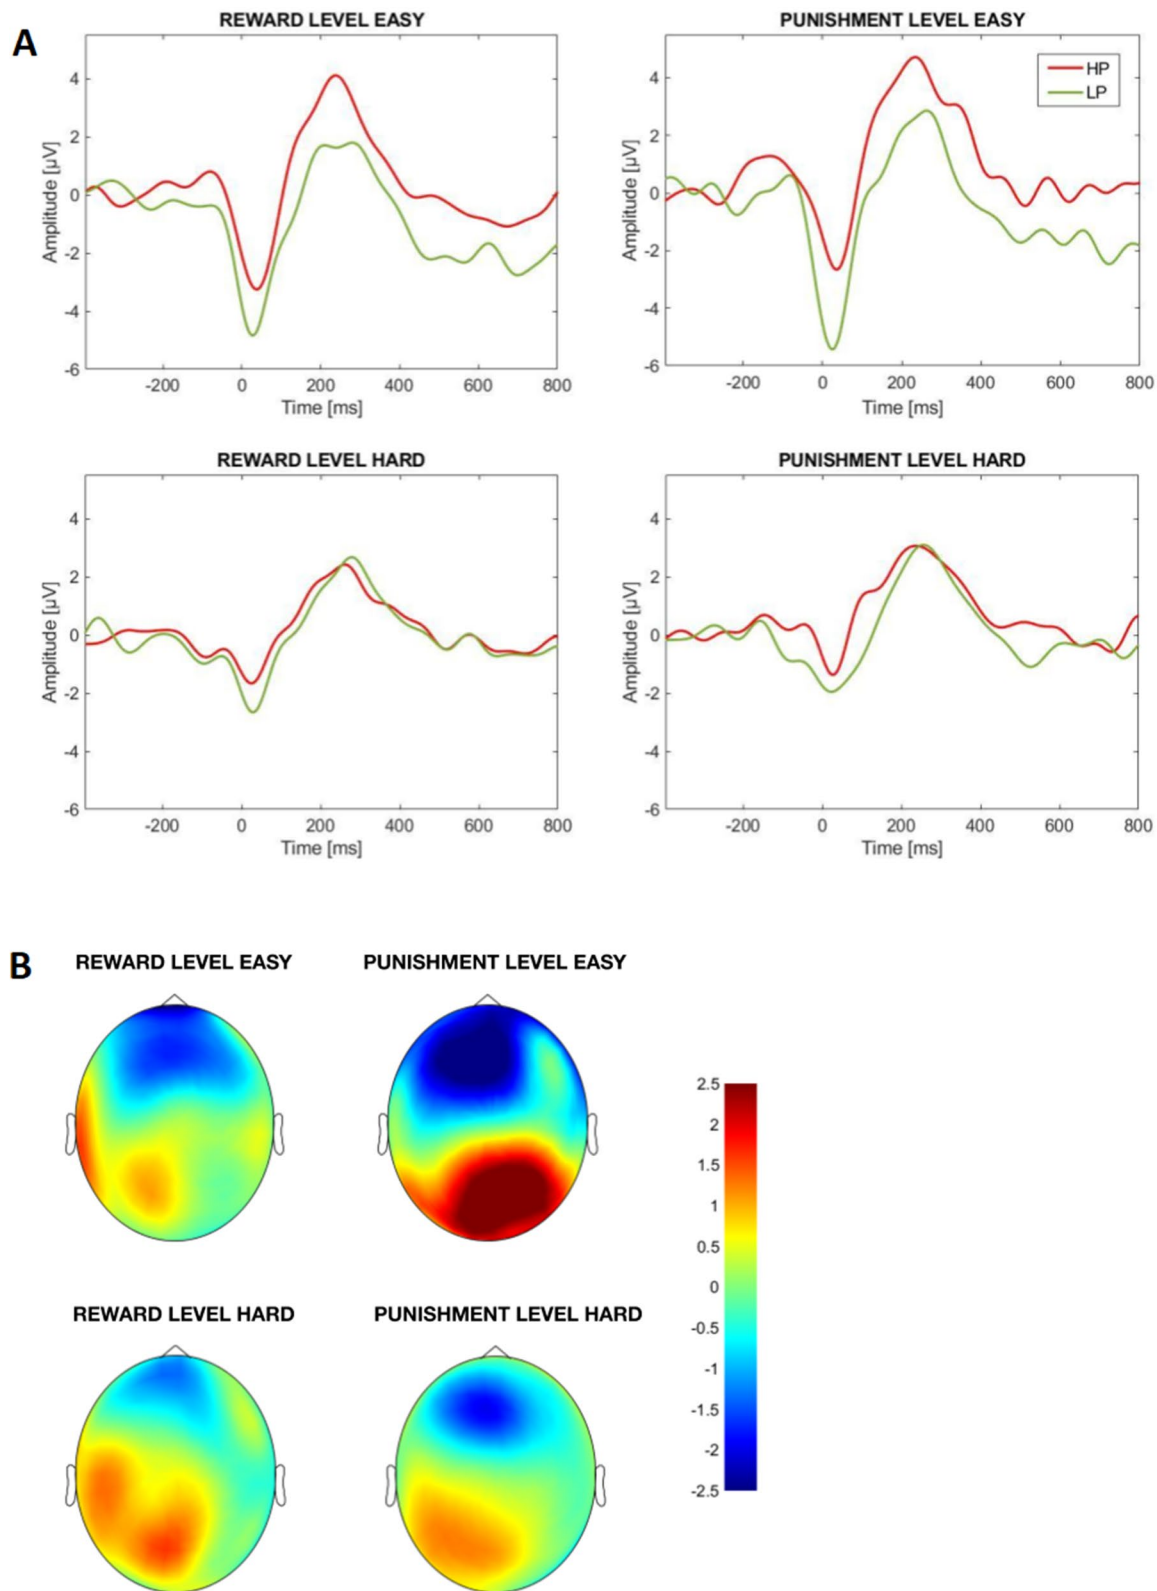 A
REWARD LEVEL EASY
Amplitude [µV]
4
2
0
-2
-4
-6
-200 0 200 400 600 800
Time [ms]
PUNISHMENT LEVEL EASY
HP
LP
Amplitude [µV]
4
2
0
-2
-4
-6
-200 0 200 400 600 800
Time [ms]
REWARD LEVEL HARD
Amplitude [µV]
4
2
0
-2
-4
-6
-200 0 200 400 600 800
Time [ms]
PUNISHMENT LEVEL HARD
Amplitude [µV]
4
2
0
-2
-4
-6
-200 0 200 400 600 800
Time [ms]
B
REWARD LEVEL EASY
PUNISHMENT LEVEL EASY
REWARD LEVEL HARD
PUNISHMENT LEVEL HARD
2.5
2
1.5
1
0.5
0
-0.5
-1
-1.5
-2
-2.5